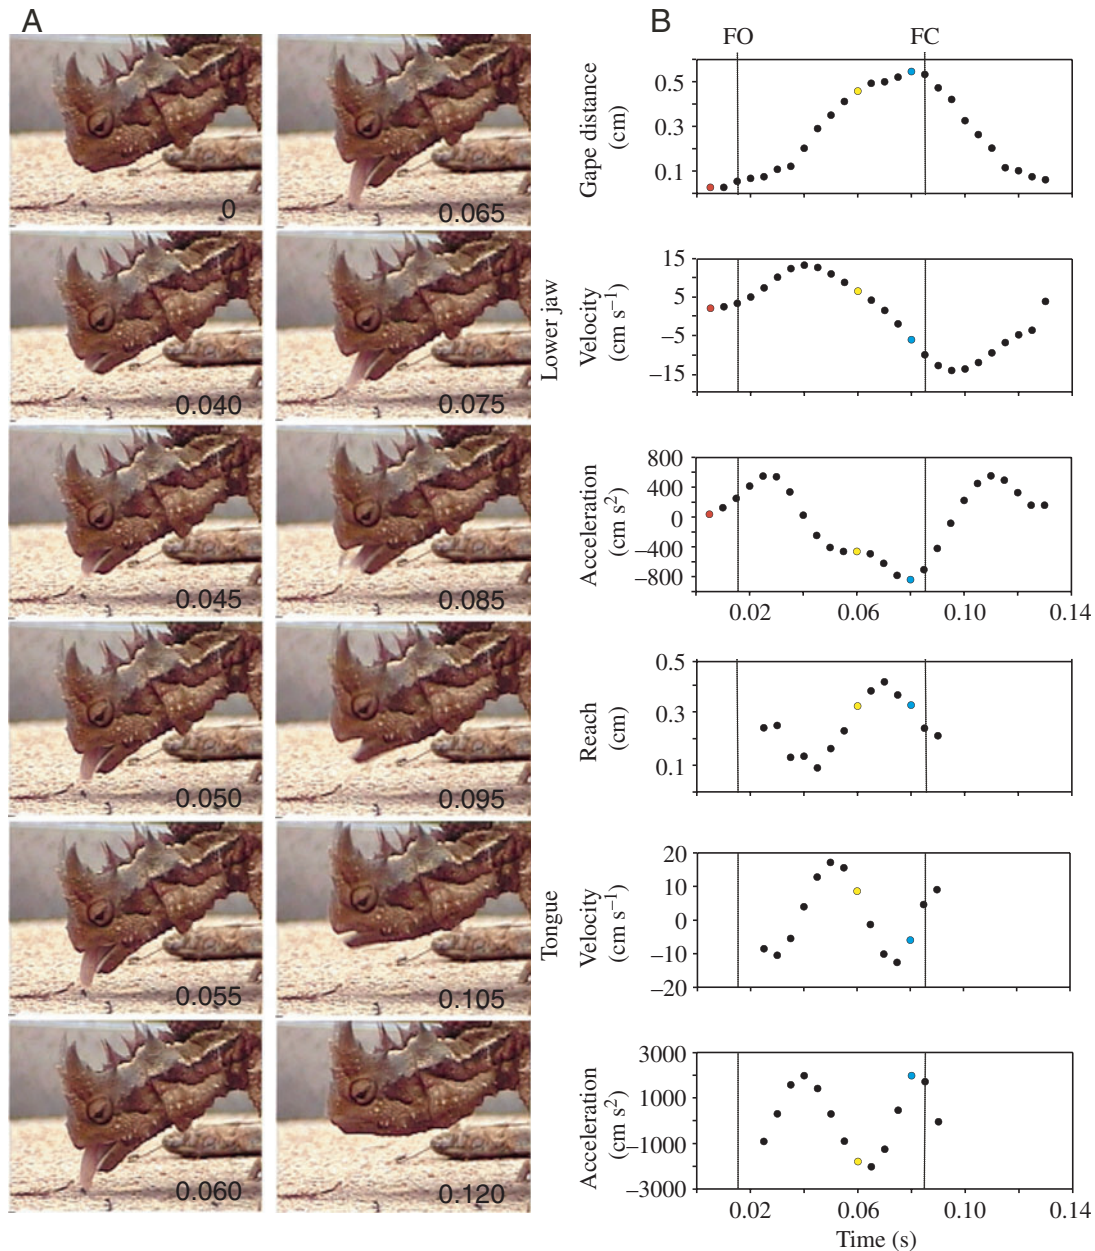 A
0
0.065
0.040
0.075
0.045
0.085
0.050
0.095
0.055
0.105
0.060
0.120
B
FO
FC
Lower jaw
Gape distance
(cm)
0.5
0.3
0.1
Velocity
(cm s−1)
15
5
−5
−15
Acceleration
(cm s2)
800
400
0
−400
−800
0.02
0.06
0.10
0.14
Tongue
Reach
(cm)
0.5
0.3
0.1
Velocity
(cm s−1)
20
10
0
−10
−20
Acceleration
(cm s2)
3000
1000
−1000
−3000
0.02
0.06
0.10
0.14
Time (s)